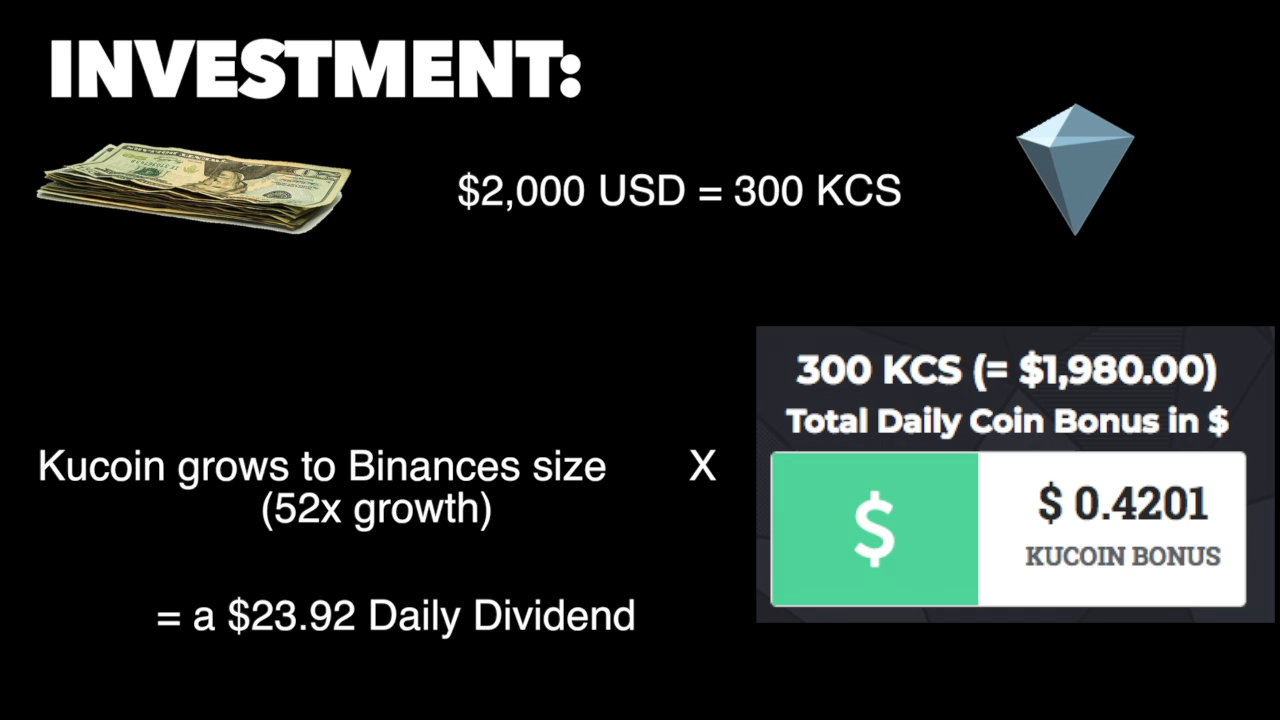 INVESTMENT:
$2,000 USD = 300 KCS
300 KCS (= $1,980.00)
Total Daily Coin Bonus in $
Kucoin grows to Binances size X
(52x growth)
$
$ 0.4201
KUCOIN BONUS
= a $23.92 Daily Dividend